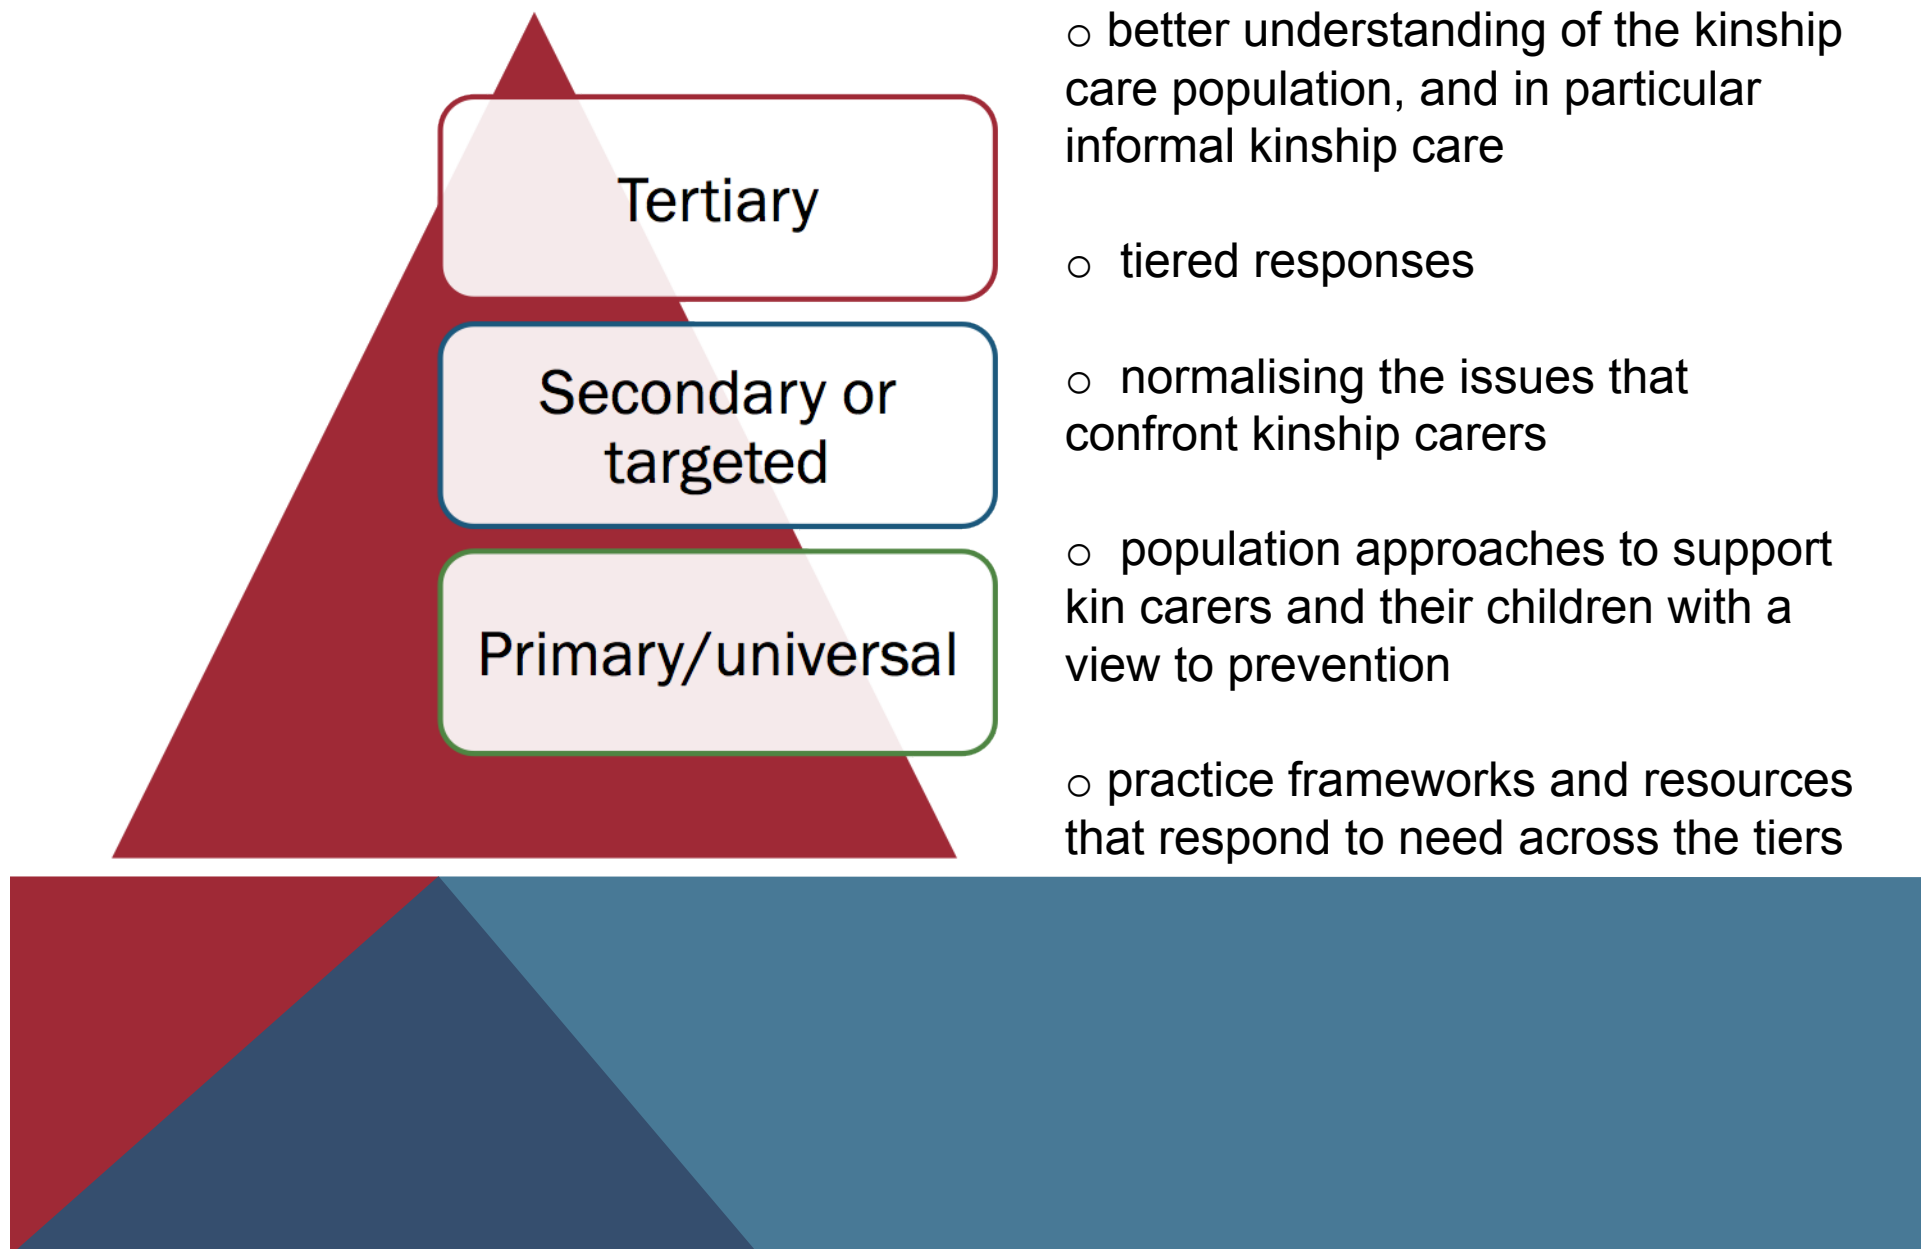 Tertiary
Secondary or
targeted
Primary/universal
○ better understanding of the kinship
care population, and in particular
informal kinship care
○ tiered responses
○ normalising the issues that
confront kinship carers
○ population approaches to support
kin carers and their children with a
view to prevention
○ practice frameworks and resources
that respond to need across the tiers